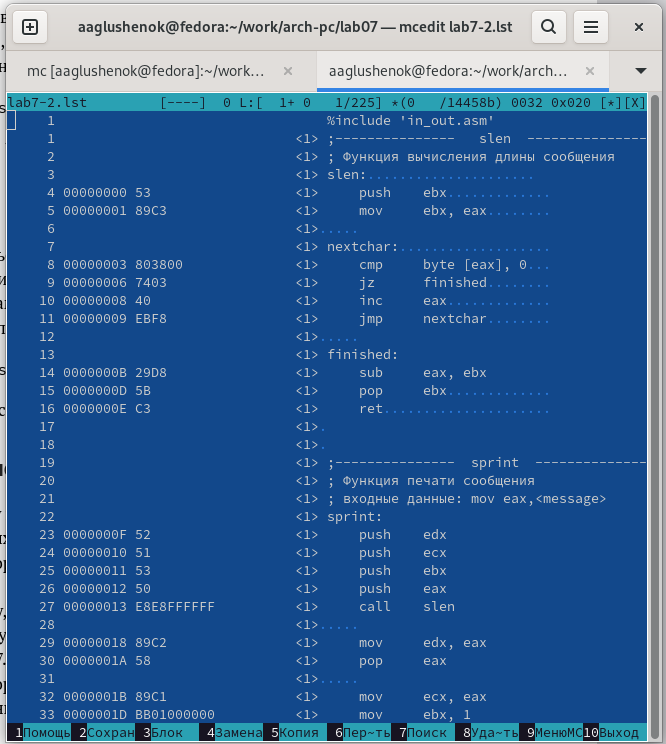 aaglushenok@fedora:~/work/arch-pc/lab07 — mcedit lab7-2.lst
mc [aaglushenok@fedora]:~/work... × aaglushenok@fedora:~/work/arch... ×
lab7-2.lst [----] 0 L:[ 1+ 0 1/225] *(0 /14458b) 0032 0x020 [*][X]
1 %include 'in_out.asm'
1 <1> ;--------------- slen ---------------
2 <1> ; Функция вычисления длины сообщения
3 <1> slen:.....................
4 00000000 53 <1> push ebx.............
5 00000001 89C3 <1> mov ebx, eax........
6 <1>.....
7 <1> nextchar:...................
8 00000003 803800 <1> cmp byte [eax], 0...
9 00000006 7403 <1> jz finished........
10 00000008 40 <1> inc eax.............
11 00000009 EBF8 <1> jmp nextchar........
12 <1>.....
13 <1> finished:
14 0000000B 29D8 <1> sub eax, ebx
15 0000000D 5B <1> pop ebx.............
16 0000000E C3 <1> ret.....................
17 <1>.
18 <1>.
19 <1> ;--------------- sprint --------------
20 <1> ; Функция печати сообщения
21 <1> ; входные данные: mov eax,<message>
22 <1> sprint:
23 0000000F 52 <1> push edx
24 00000010 51 <1> push ecx
25 00000011 53 <1> push ebx
26 00000012 50 <1> push eax
27 00000013 E8E8FFFFFF <1> call slen
28 <1>.....
29 00000018 89C2 <1> mov edx, eax
30 0000001A 58 <1> pop eax
31 <1>.....
32 0000001B 89C1 <1> mov ecx, eax
33 0000001D BB01000000 <1> mov ebx, 1
1Помощь 2Сохран 3Блок 4Замена 5Копия 6Пер~ть 7Поиск 8Уда~ть 9МенюМС 10Выход